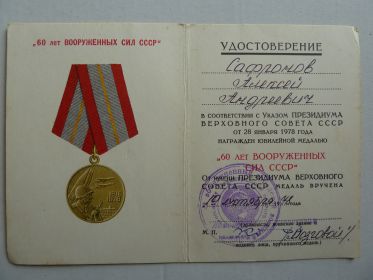 „60 лет ВООРУЖЕННЫХ СИЛ СССР"
УДОСТОВЕРЕНИЕ
Сафронов
Алексей
Андреевич
В СООТВЕТСТВИИ С УКАЗОМ ПРЕЗИДИУМА
ВЕРХОВНОГО СОВЕТА СССР
ОТ 28 ЯНВАРЯ 1978 ГОДА
НАГРАЖДЕН ЮБИЛЕЙНОЙ МЕДАЛЬЮ
„60 ЛЕТ ВООРУЖЕННЫХ
СИЛ СССР"
ОТ ИМЕНИ ПРЕЗИДИУМА ВЕРХОВНОГО
СОВЕТА СССР МЕДАЛЬ ВРУЧЕНА
октября
М. П.